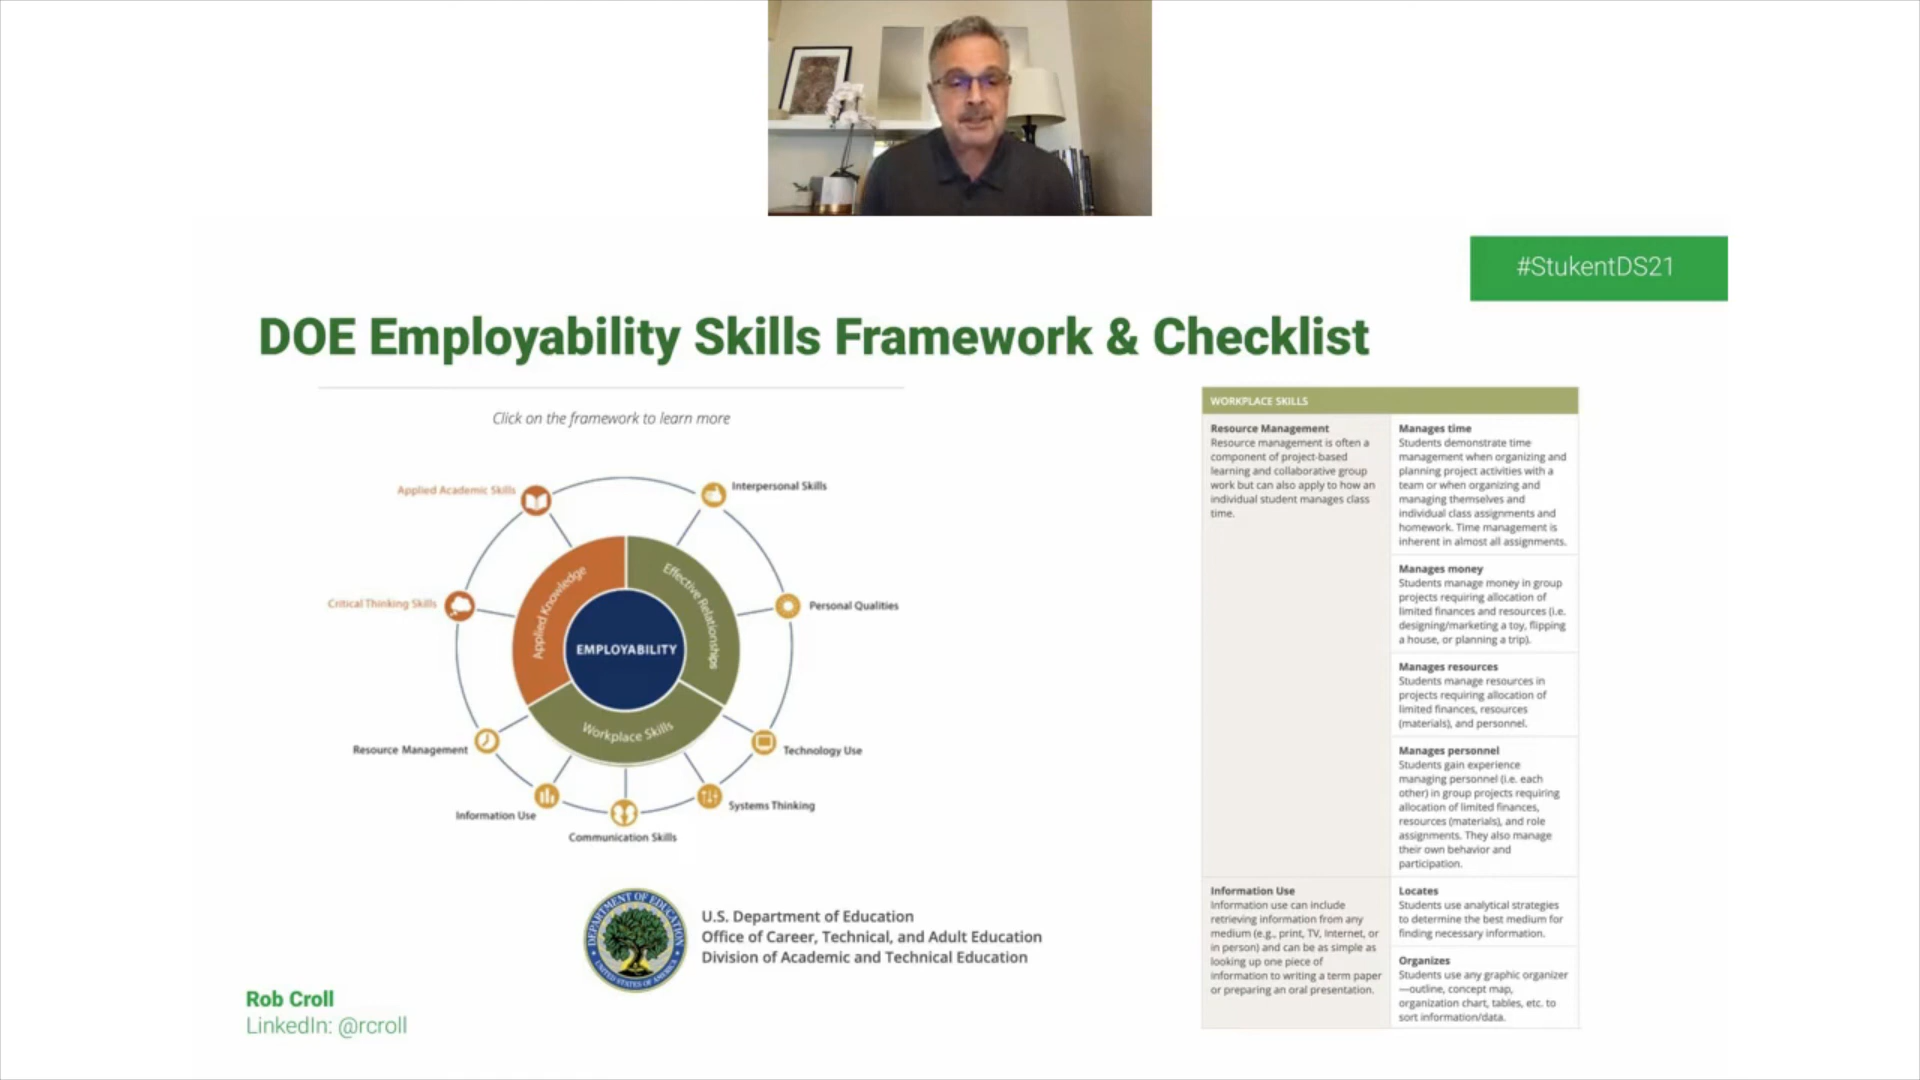 #StukentDS21
DOE Employability Skills Framework & Checklist
Click on the framework to learn more
Applied Academic Skills
Interpersonal Skills
Critical Thinking Skills
Personal Qualities
Applied Knowledge
Effective Relationships
EMPLOYABILITY
Workplace Skills
Resource Management
Technology Use
Information Use
Systems Thinking
Communication Skills
DEPARTMENT OF EDUCATION
UNITED STATES OF AMERICA
U.S. Department of Education
Office of Career, Technical, and Adult Education
Division of Academic and Technical Education
Rob Croll
LinkedIn: @rcroll
WORKPLACE SKILLS
Resource Management
Resource management is often a
component of project-based
learning and collaborative group
work but can also apply to how an
individual student manages class
time.
Manages time
Students demonstrate time
management when organizing and
planning project activities with a
team or when organizing and
managing themselves and
individual class assignments and
homework. Time management is
inherent in almost all assignments.
Manages money
Students manage money in group
projects requiring allocation of
limited finances and resources (i.e.
designing/marketing a toy, flipping
a house, or planning a trip).
Manages resources
Students manage resources in
projects requiring allocation of
limited finances, resources
(materials), and personnel.
Manages personnel
Students gain experience
managing personnel (i.e. each
other) in group projects requiring
allocation of limited finances,
resources (materials), and role
assignments. They also manage
their own behavior and
participation.
Information Use
Information use can include
retrieving information from any
medium (e.g., print, TV, Internet, or
in person) and can be as simple as
looking up one piece of
information to writing a term paper
or preparing an oral presentation.
Locates
Students use analytical strategies
to determine the best medium for
finding necessary information.
Organizes
Students use any graphic organizer
—outline, concept map,
organization chart, tables, etc. to
sort information/data.